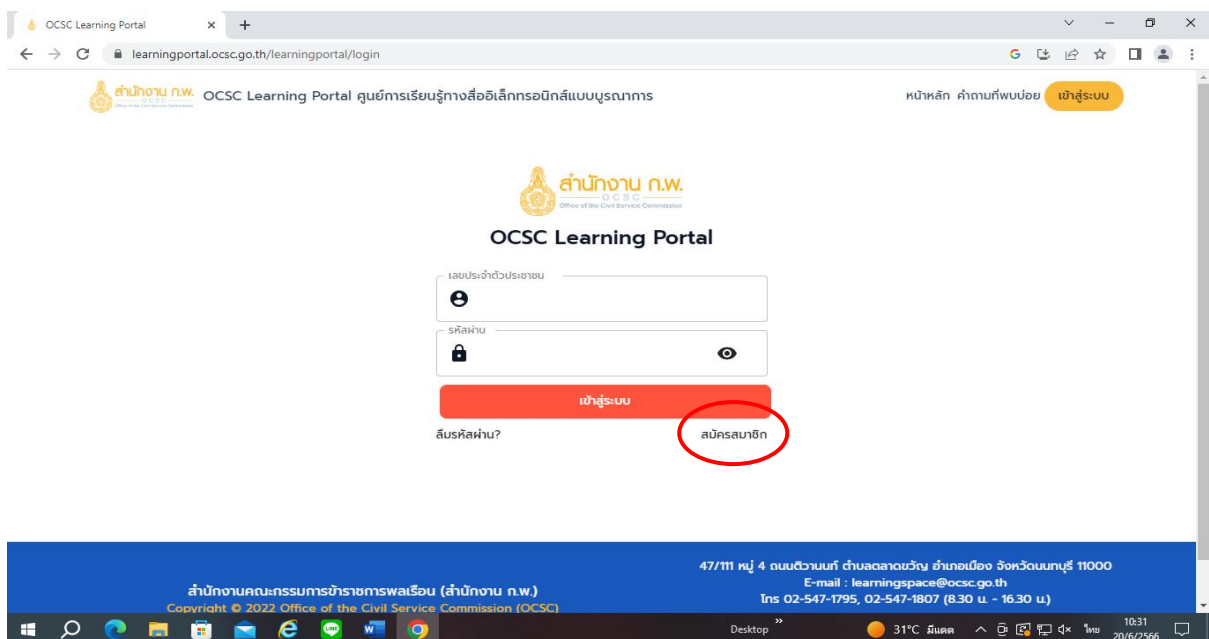 OCSC Learning Portal
learningportal.ocsc.go.th/learningportal/login
สำนักงาน ก.พ.
OCSC
Office of the Civil Service Commission
OCSC Learning Portal ศูนย์การเรียนรู้ทางสื่ออิเล็กทรอนิกส์แบบบูรณาการ
หน้าหลัก คำถามที่พบบ่อย เข้าสู่ระบบ
สำนักงาน ก.พ.
OCSC
Office of the Civil Service Commission
OCSC Learning Portal
เลขประจำตัวประชาชน
รหัสผ่าน
เข้าสู่ระบบ
ลืมรหัสผ่าน? สมัครสมาชิก
47/111 หมู่ 4 ถนนติวานนท์ ตำบลตลาดขวัญ อำเภอเมือง จังหวัดนนทบุรี 11000
E-mail : learningspace@ocsc.go.th
สำนักงานคณะกรรมการข้าราชการพลเรือน (สำนักงาน ก.พ.)
โทร 02-547-1795, 02-547-1807 (8.30 น. - 16.30 น.)
Copyright © 2022 Office of the Civil Service Commission (OCSC)
Desktop 31°C มีแดด ไทย 10:31
20/6/2566